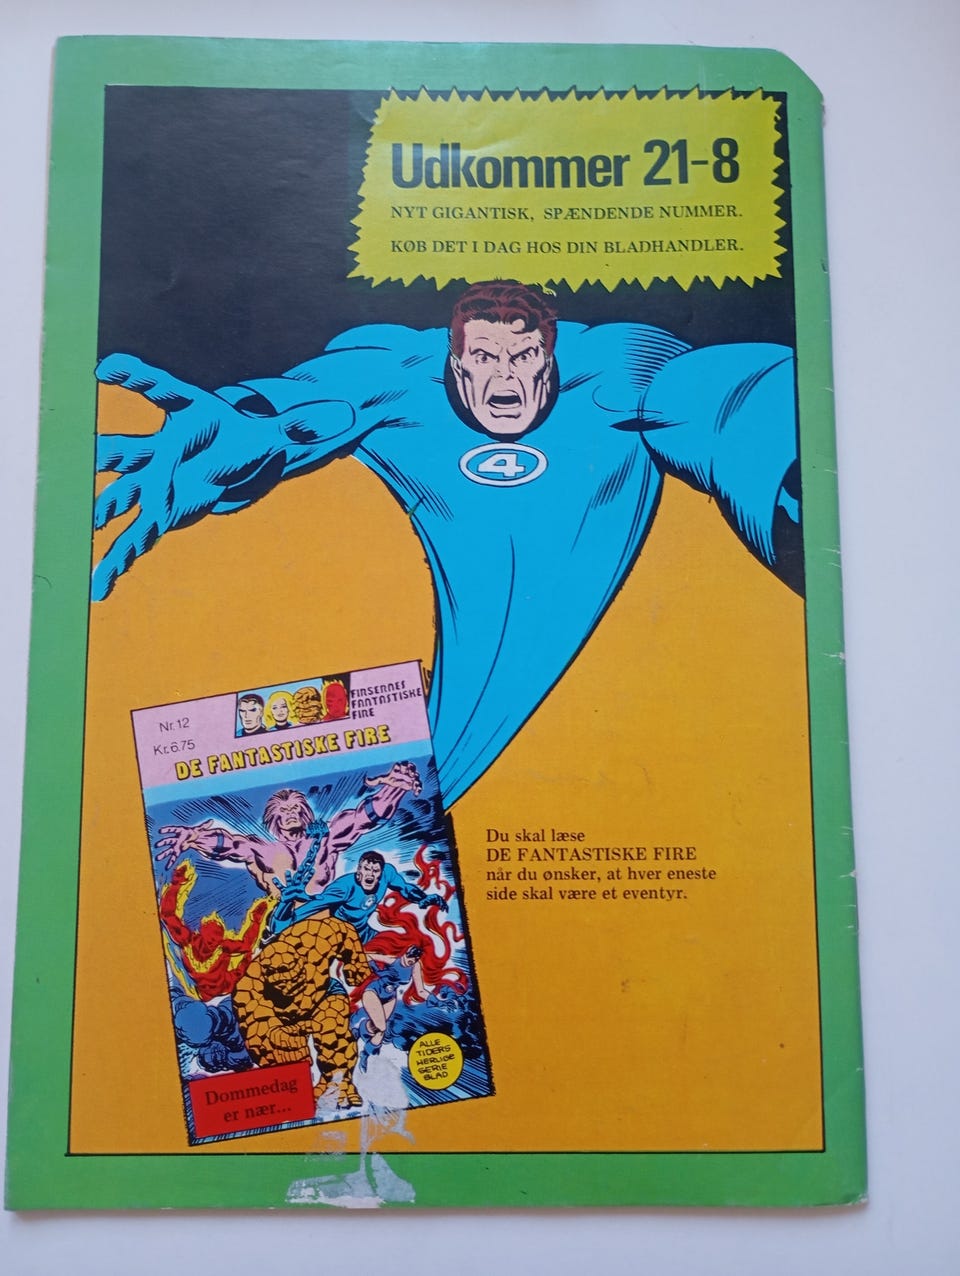 Udkommer 21-8
NYT GIGANTISK, SPÆNDENDE NUMMER.
KØB DET I DAG HOS DIN BLADHANDLER.
4
FIRSERNES
FANTASTISKE
FIRE
Nr. 12
Kr. 6.75
DE FANTASTISKE FIRE
Du skal læse
DE FANTASTISKE FIRE
når du ønsker, at hver eneste
side skal være et eventyr.
ALLE
TIDERS
HERLIGE
SERIE
BLAD
Dommedag
er nær...